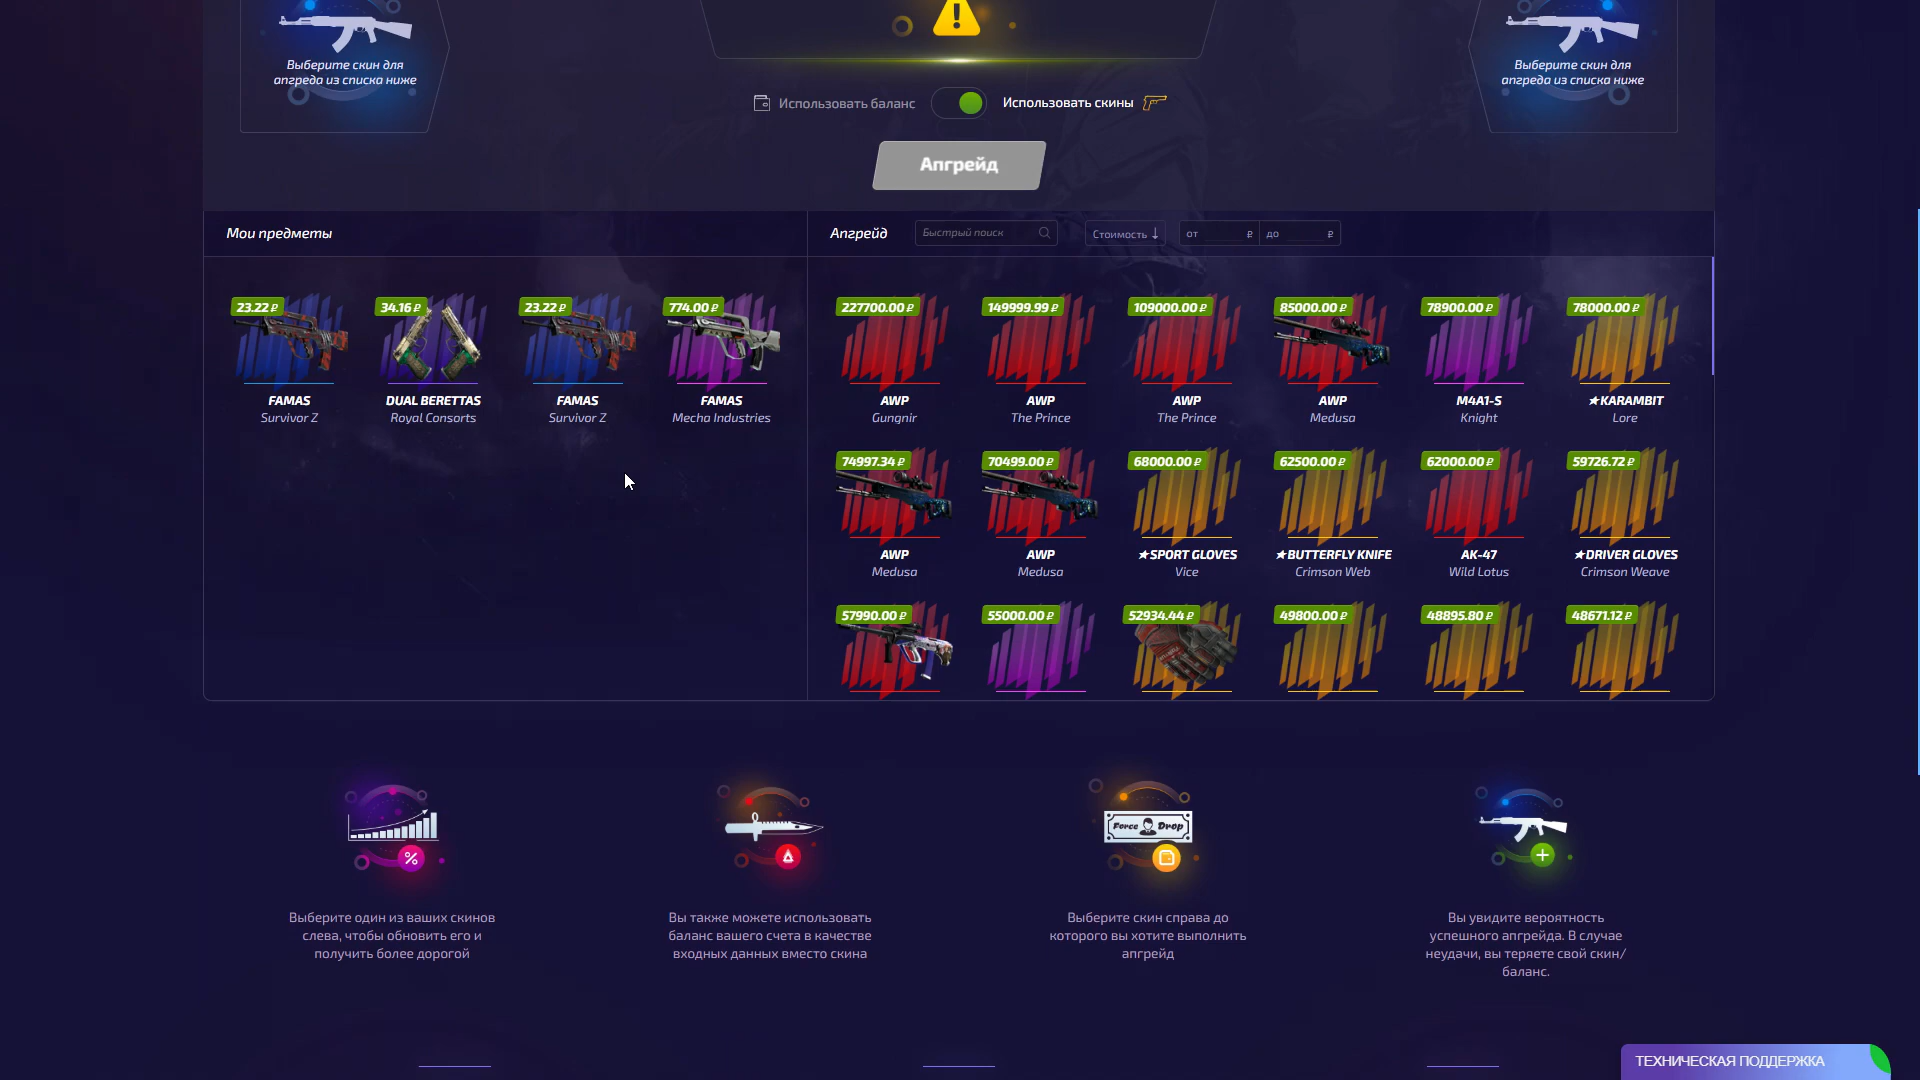 Выберите скин для
апгреда из списка ниже
Выберите скин для
апгреда из списка ниже
Использовать баланс
Использовать скины
Апгрейд
Мои предметы
Апгрейд
Быстрый поиск
Стоимость
от ₽
до ₽
23.22 ₽
34.16 ₽
23.22 ₽
774.00 ₽
FAMAS
Survivor Z
DUAL BERETTAS
Royal Consorts
FAMAS
Survivor Z
FAMAS
Mecha Industries
227700.00 ₽
149999.99 ₽
109000.00 ₽
85000.00 ₽
78900.00 ₽
78000.00 ₽
AWP
Gungnir
AWP
The Prince
AWP
The Prince
AWP
Medusa
M4A1-S
Knight
★ KARAMBIT
Lore
74997.34 ₽
70499.00 ₽
68000.00 ₽
62500.00 ₽
62000.00 ₽
59726.72 ₽
AWP
Medusa
AWP
Medusa
★ SPORT GLOVES
Vice
★ BUTTERFLY KNIFE
Crimson Web
AK-47
Wild Lotus
★ DRIVER GLOVES
Crimson Weave
57990.00 ₽
55000.00 ₽
52934.44 ₽
49800.00 ₽
48895.80 ₽
48671.12 ₽
%
Force Drop
Выберите один из ваших скинов
слева, чтобы обновить его и
получить более дорогой
Вы также можете использовать
баланс вашего счета в качестве
входных данных вместо скина
Выберите скин справа до
которого вы хотите выполнить
апгрейд
Вы увидите вероятность
успешного апгрейда. В случае
неудачи, вы теряете свой скин/
баланс.
ТЕХНИЧЕСКАЯ ПОДДЕРЖКА